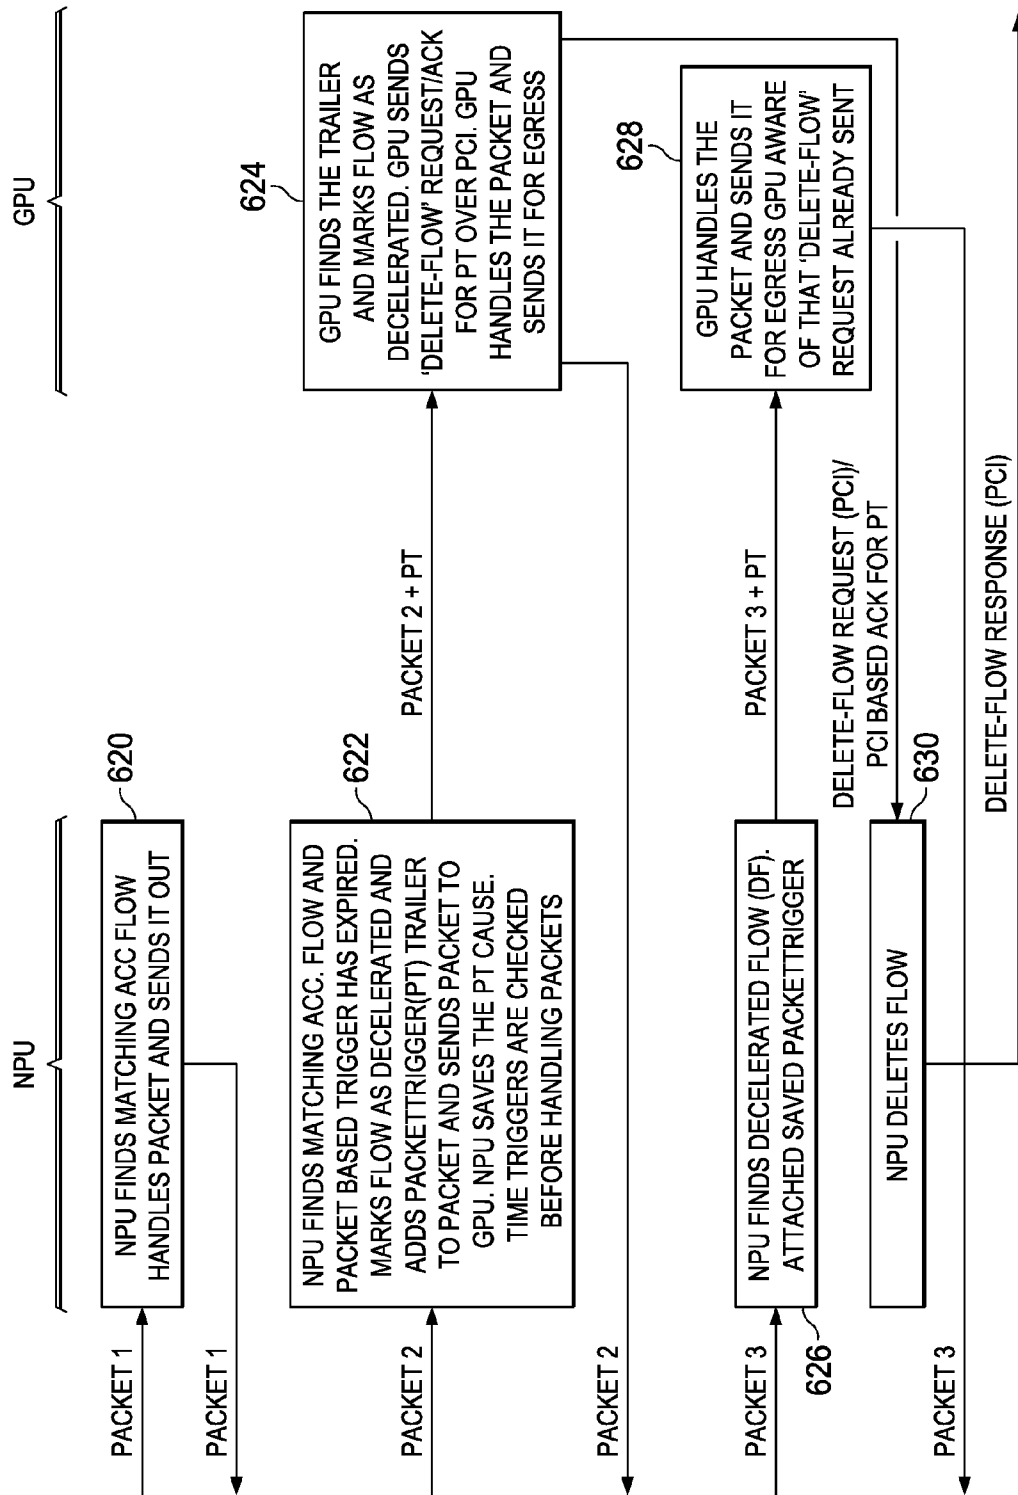 NPU
GPU
PACKET 1
NPU FINDS MATCHING ACC FLOW
HANDLES PACKET AND SENDS IT OUT
620
PACKET 1
PACKET 2
NPU FINDS MATCHING ACC. FLOW AND
PACKET BASED TRIGGER HAS EXPIRED.
MARKS FLOW AS DECELERATED AND
ADDS PACKETTRIGGER(PT) TRAILER
TO PACKET AND SENDS PACKET TO
GPU. NPU SAVES THE PT CAUSE.
TIME TRIGGERS ARE CHECKED
BEFORE HANDLING PACKETS
622
PACKET 2 + PT
GPU FINDS THE TRAILER
AND MARKS FLOW AS
DECELERATED. GPU SENDS
'DELETE-FLOW' REQUEST/ACK
FOR PT OVER PCI. GPU
HANDLES THE PACKET AND
SENDS IT FOR EGRESS
624
PACKET 2
PACKET 3
NPU FINDS DECELERATED FLOW (DF).
ATTACHED SAVED PACKETTRIGGER
626
PACKET 3 + PT
GPU HANDLES THE
PACKET AND SENDS IT
FOR EGRESS GPU AWARE
OF THAT 'DELETE-FLOW'
REQUEST ALREADY SENT
628
DELETE-FLOW REQUEST (PCI)/
PCI BASED ACK FOR PT
NPU DELETES FLOW
630
PACKET 3
DELETE-FLOW RESPONSE (PCI)